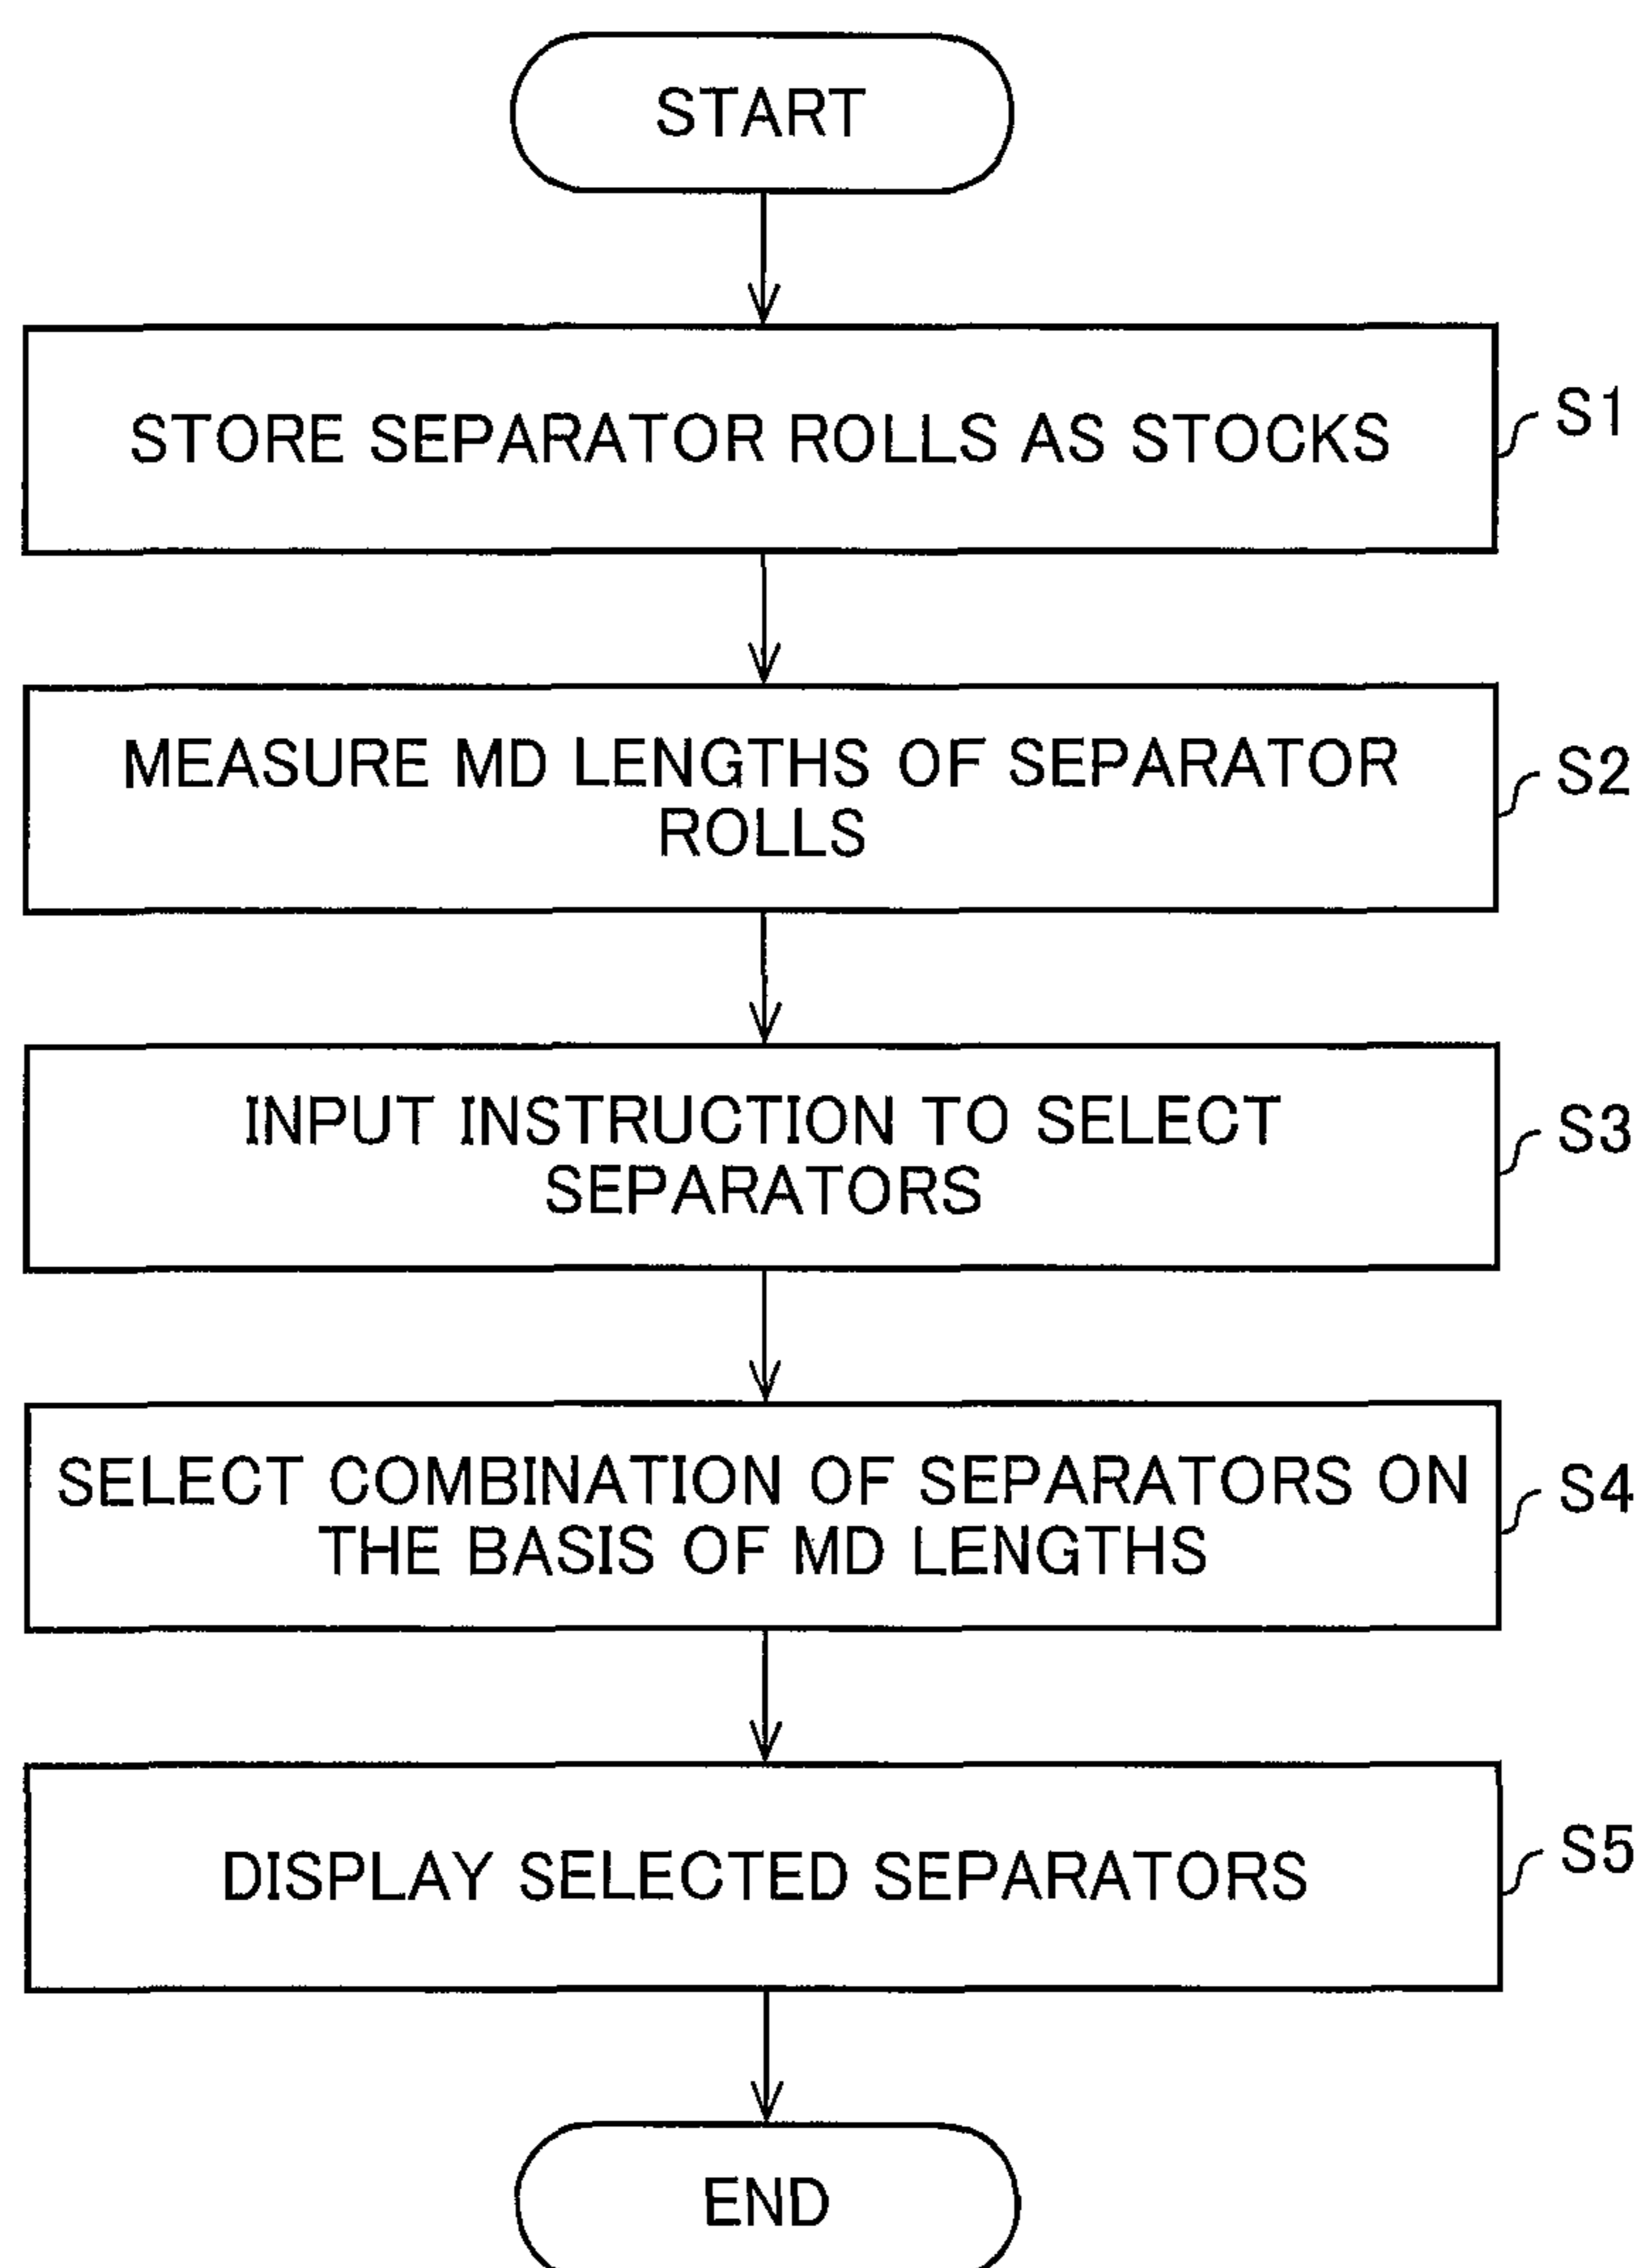 START
STORE SEPARATOR ROLLS AS STOCKS
S1
MEASURE MD LENGTHS OF SEPARATOR
ROLLS
S2
INPUT INSTRUCTION TO SELECT
SEPARATORS
S3
SELECT COMBINATION OF SEPARATORS ON
THE BASIS OF MD LENGTHS
S4
DISPLAY SELECTED SEPARATORS
S5
END